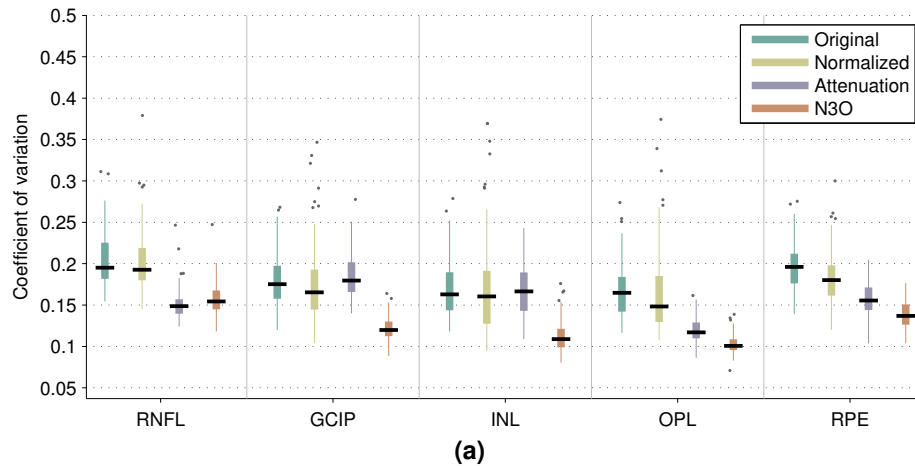 0.5
0.45
0.4
0.35
0.3
0.25
0.2
0.15
0.1
0.05
Coefficient of variation
Original
Normalized
Attenuation
N3O
RNFL GCIP INL OPL RPE
(a)